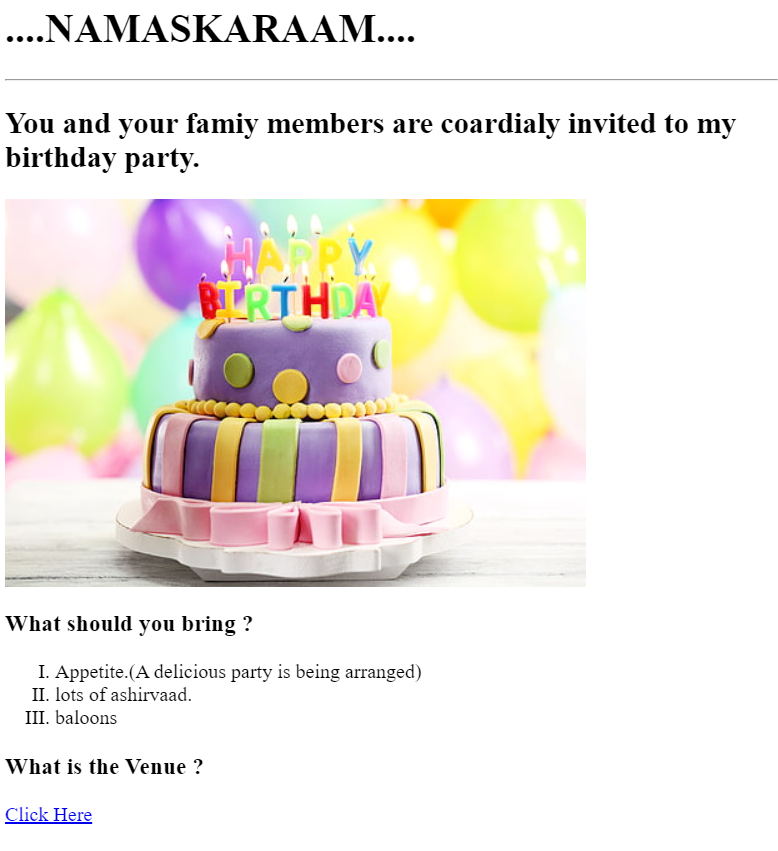 ....NAMASKARAAM....
You and your famiy members are coardialy invited to my
birthday party.
HAPPY
BIRTHDAY
What should you bring ?
I. Appetite.(A delicious party is being arranged)
II. lots of ashirvaad.
III. baloons
What is the Venue ?
Click Here